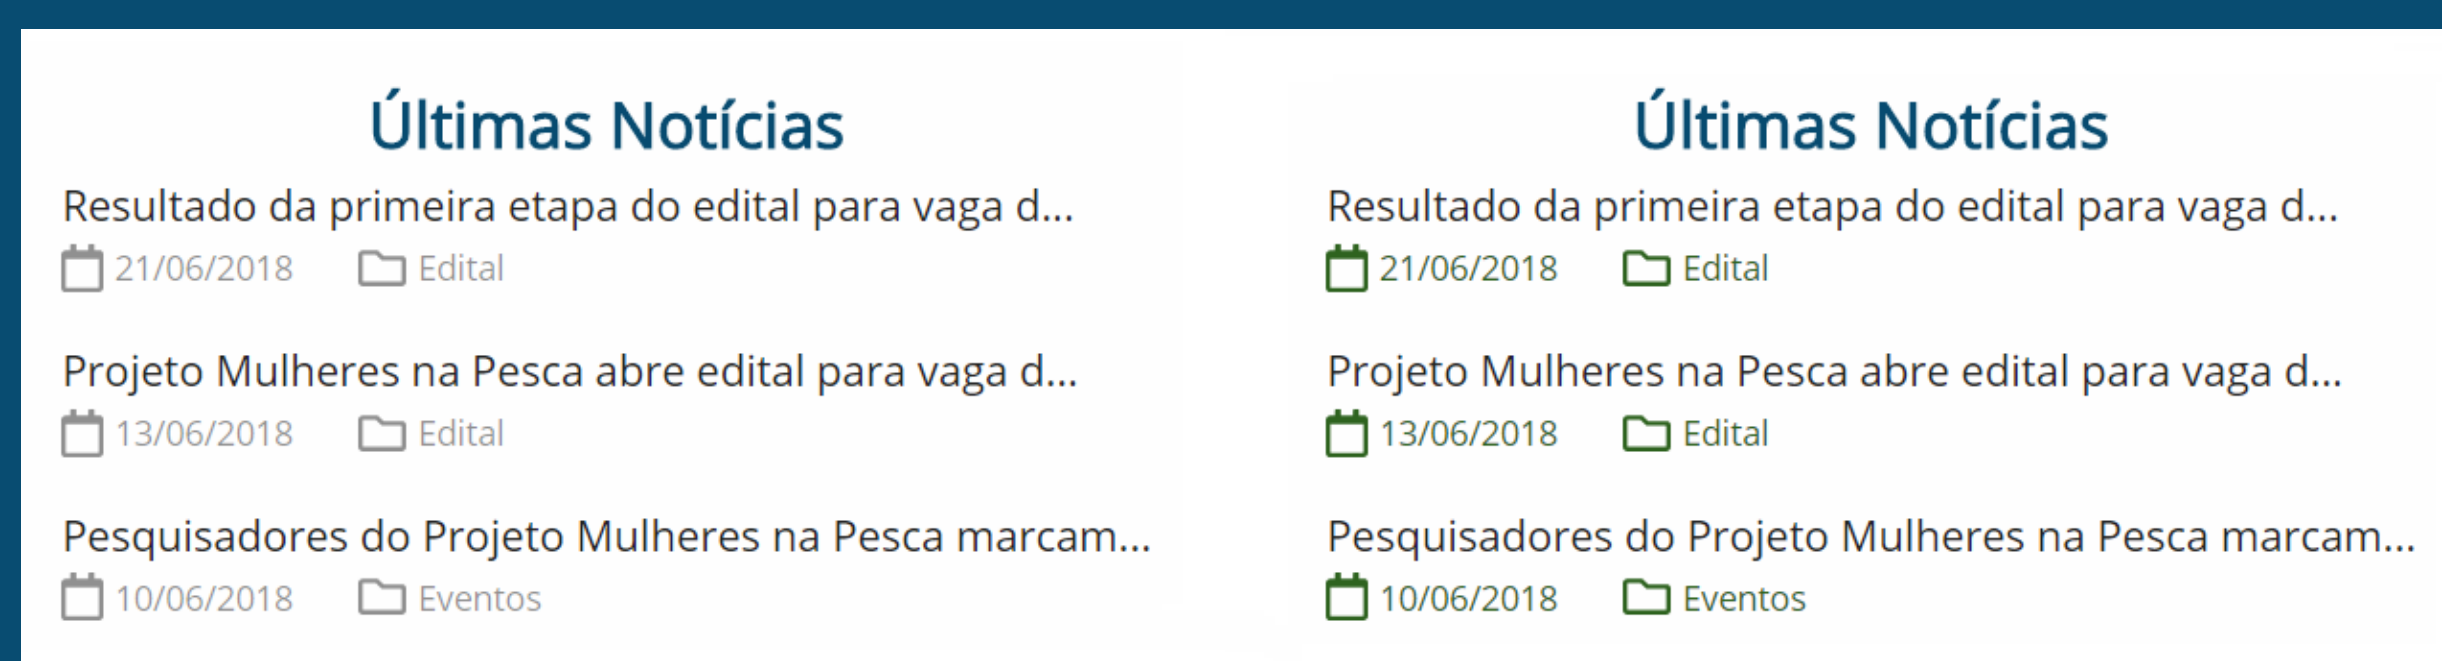 Últimas Notícias
Resultado da primeira etapa do edital para vaga d...
21/06/2018 Edital
Projeto Mulheres na Pesca abre edital para vaga d...
13/06/2018 Edital
Pesquisadores do Projeto Mulheres na Pesca marcam...
10/06/2018 Eventos
Últimas Notícias
Resultado da primeira etapa do edital para vaga d...
21/06/2018 Edital
Projeto Mulheres na Pesca abre edital para vaga d...
13/06/2018 Edital
Pesquisadores do Projeto Mulheres na Pesca marcam...
10/06/2018 Eventos